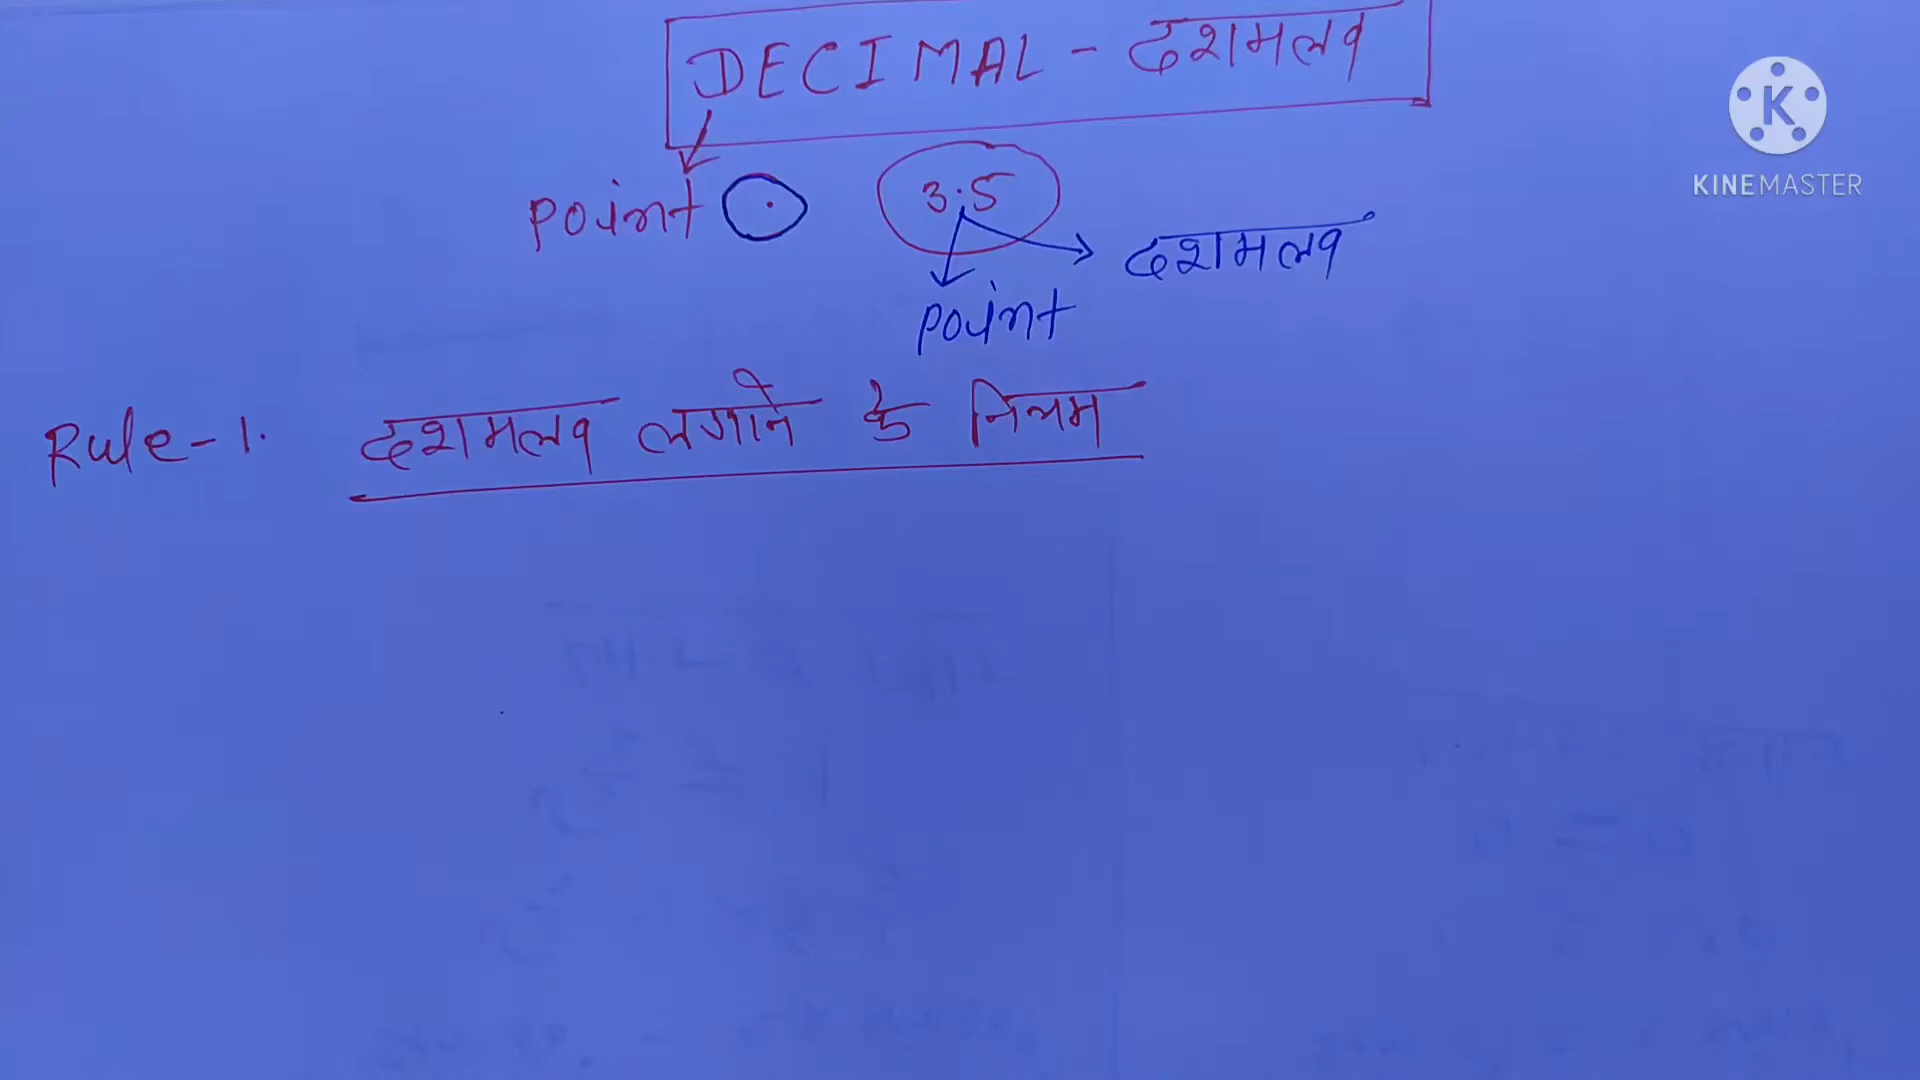 DECIMAL - दशमलव
KINEMASTER
point
3.5
दशमलव
point
Rule-1. दशमलव लगाने के नियम